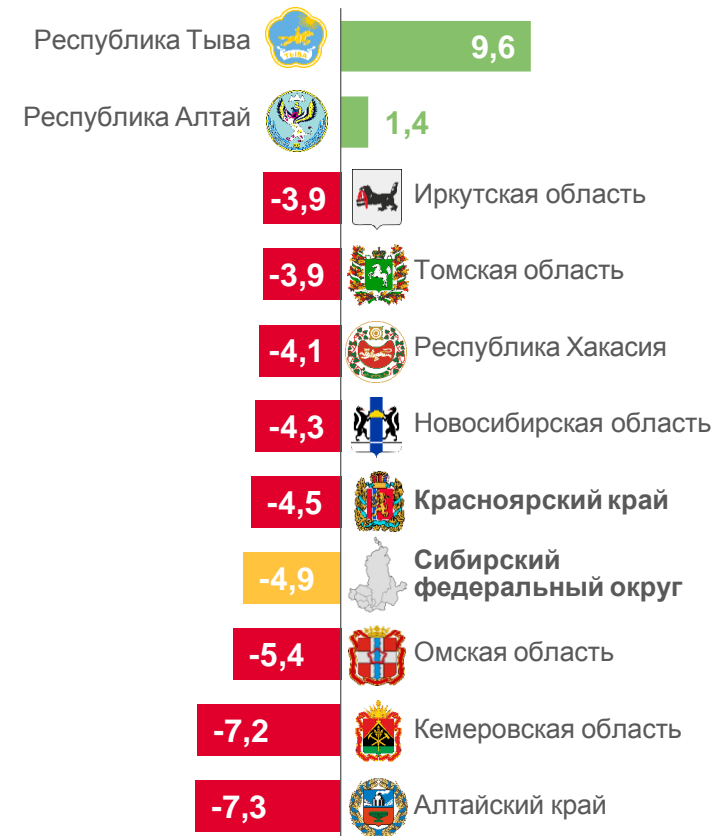 Республика Тыва
ТЫВА
9,6
Республика Алтай
1,4
-3,9
Иркутская область
-3,9
Томская область
-4,1
Республика Хакасия
-4,3
Новосибирская область
-4,5
Красноярский край
-4,9
Сибирский
федеральный округ
-5,4
Омская область
-7,2
Кемеровская область
-7,3
Алтайский край